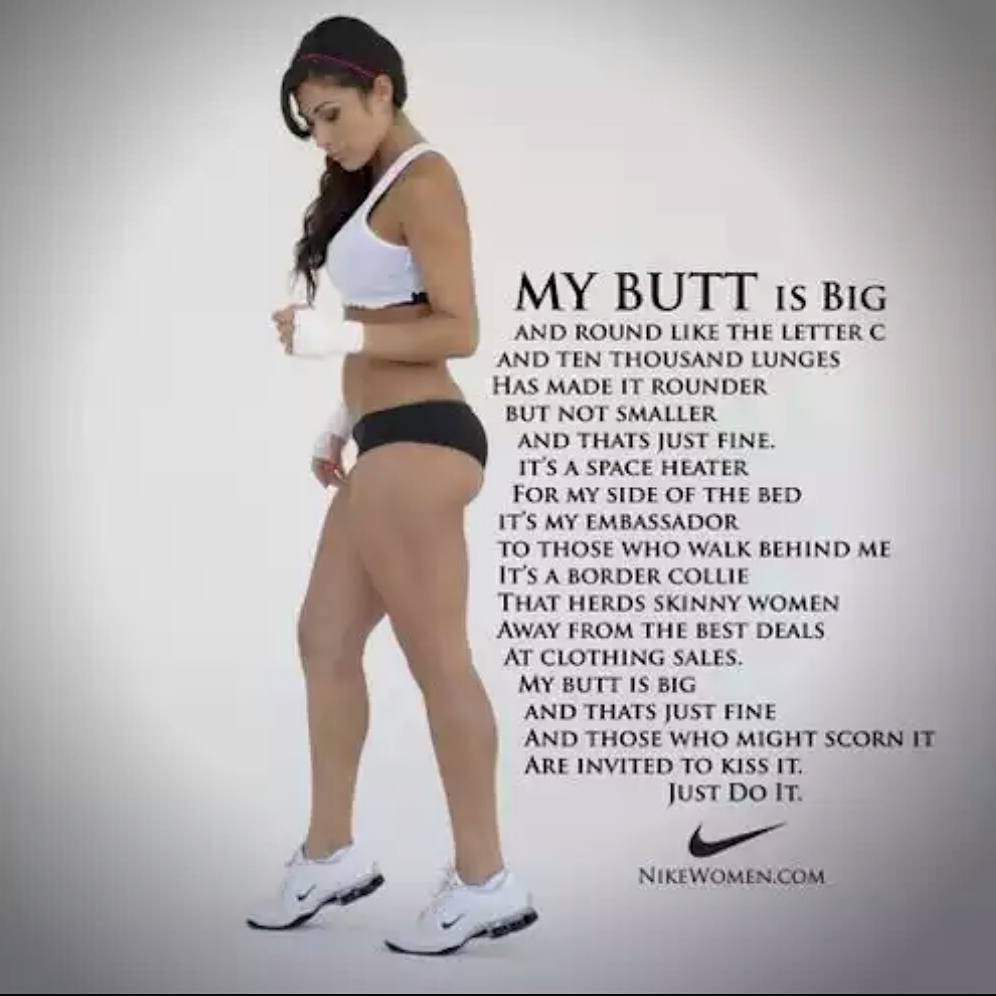 MY BUTT IS BIG
AND ROUND LIKE THE LETTER C
AND TEN THOUSAND LUNGES
HAS MADE IT ROUNDER
BUT NOT SMALLER
AND THATS JUST FINE.
IT'S A SPACE HEATER
FOR MY SIDE OF THE BED
IT'S MY EMBASSADOR
TO THOSE WHO WALK BEHIND ME
IT'S A BORDER COLLIE
THAT HERDS SKINNY WOMEN
AWAY FROM THE BEST DEALS
AT CLOTHING SALES.
MY BUTT IS BIG
AND THATS JUST FINE
AND THOSE WHO MIGHT SCORN IT
ARE INVITED TO KISS IT.
JUST DO IT.
NIKEWOMEN.COM